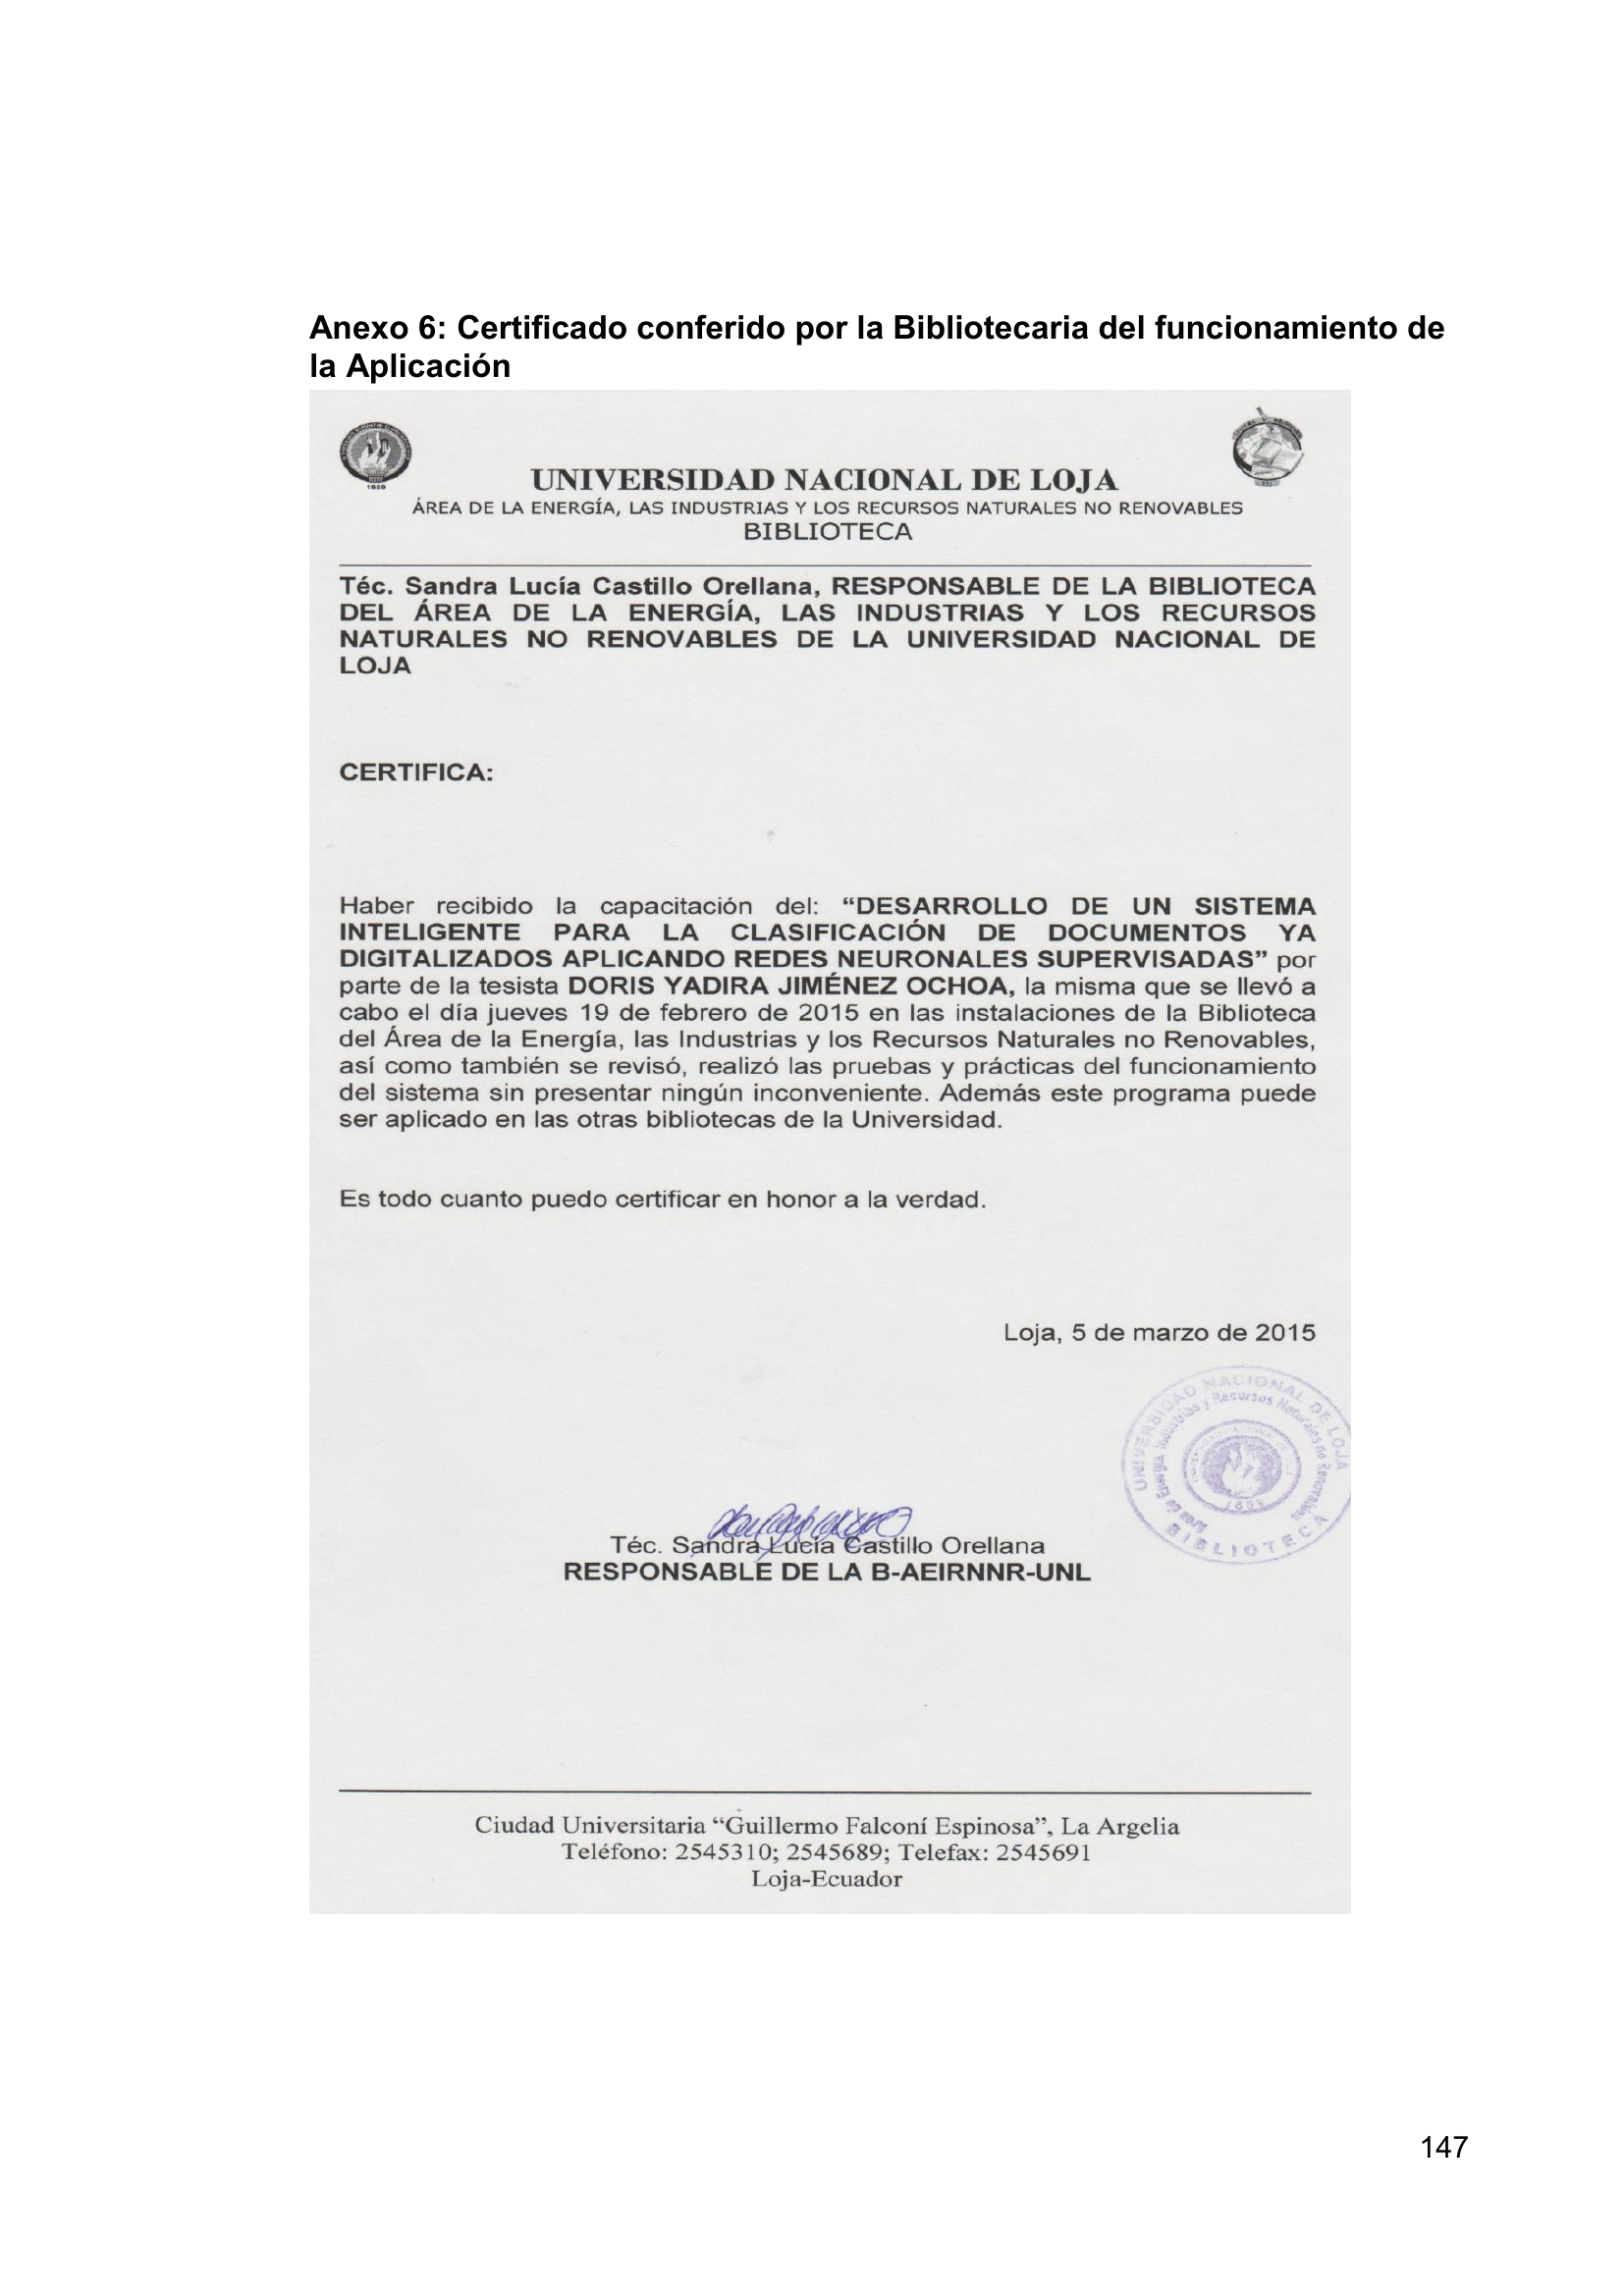 Anexo 6: Certificado conferido por la Bibliotecaria del funcionamiento de
la Aplicación
1859
UNIVERSIDAD NACIONAL DE LOJA
ÁREA DE LA ENERGÍA, LAS INDUSTRIAS Y LOS RECURSOS NATURALES NO RENOVABLES
BIBLIOTECA
Téc. Sandra Lucía Castillo Orellana, RESPONSABLE DE LA BIBLIOTECA
DEL ÁREA DE LA ENERGÍA, LAS INDUSTRIAS Y LOS RECURSOS
NATURALES NO RENOVABLES DE LA UNIVERSIDAD NACIONAL DE
LOJA
CERTIFICA:
Haber recibido la capacitación del: “DESARROLLO DE UN SISTEMA
INTELIGENTE PARA LA CLASIFICACIÓN DE DOCUMENTOS YA
DIGITALIZADOS APLICANDO REDES NEURONALES SUPERVISADAS” por
parte de la tesista DORIS YADIRA JIMÉNEZ OCHOA, la misma que se llevó a
cabo el día jueves 19 de febrero de 2015 en las instalaciones de la Biblioteca
del Área de la Energía, las Industrias y los Recursos Naturales no Renovables,
así como también se revisó, realizó las pruebas y prácticas del funcionamiento
del sistema sin presentar ningún inconveniente. Además este programa puede
ser aplicado en las otras bibliotecas de la Universidad.
Es todo cuanto puedo certificar en honor a la verdad.
Loja, 5 de marzo de 2015
UNIVERSIDAD NACIONAL DE LOJA
Área de Energía Industrias y Recursos Naturales no Renovables
1859
BIBLIOTECA
Téc. Sandra Lucía Castillo Orellana
RESPONSABLE DE LA B-AEIRNNR-UNL
Ciudad Universitaria “Guillermo Falconí Espinosa”, La Argelia
Teléfono: 2545310; 2545689; Telefax: 2545691
Loja-Ecuador
147